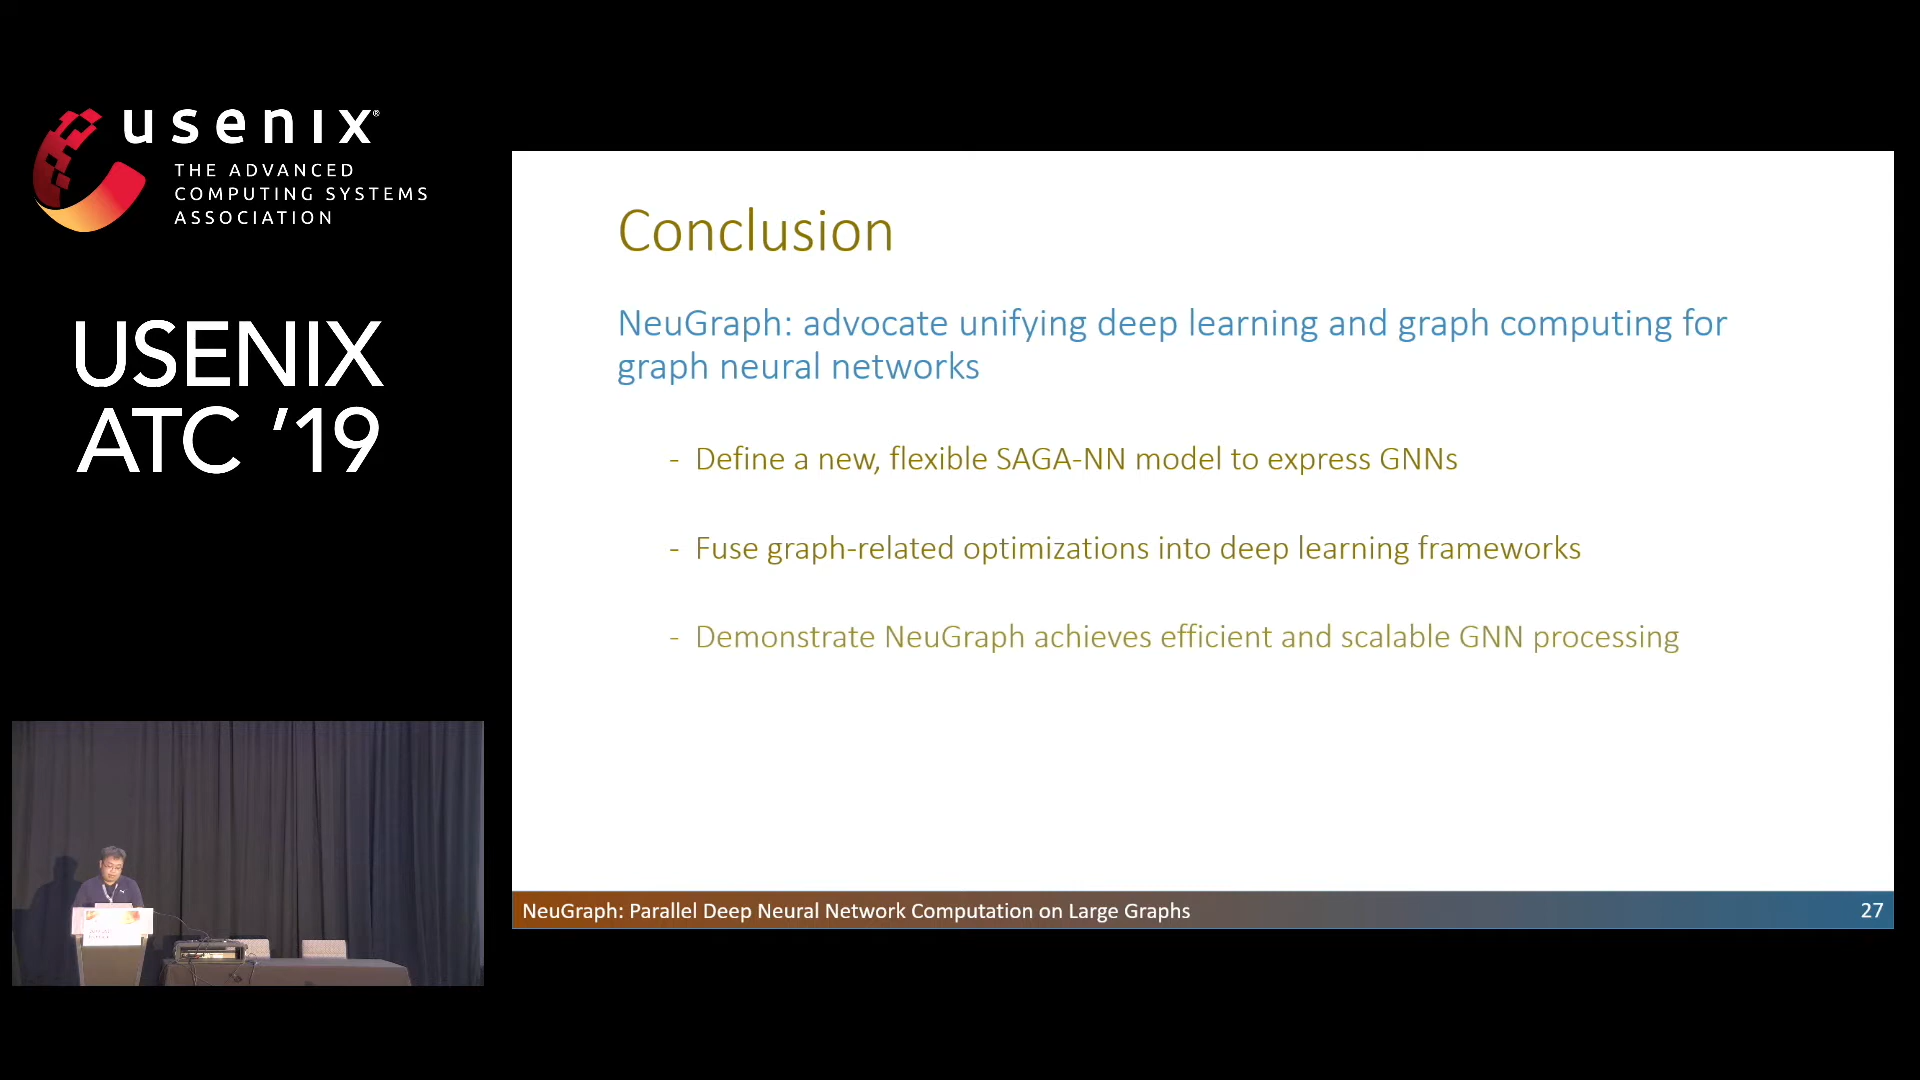 usenix®
THE ADVANCED
COMPUTING SYSTEMS
ASSOCIATION
USENIX
ATC '19
Conclusion
NeuGraph: advocate unifying deep learning and graph computing for
graph neural networks
- Define a new, flexible SAGA-NN model to express GNNs
- Fuse graph-related optimizations into deep learning frameworks
- Demonstrate NeuGraph achieves efficient and scalable GNN processing
NeuGraph: Parallel Deep Neural Network Computation on Large Graphs
27